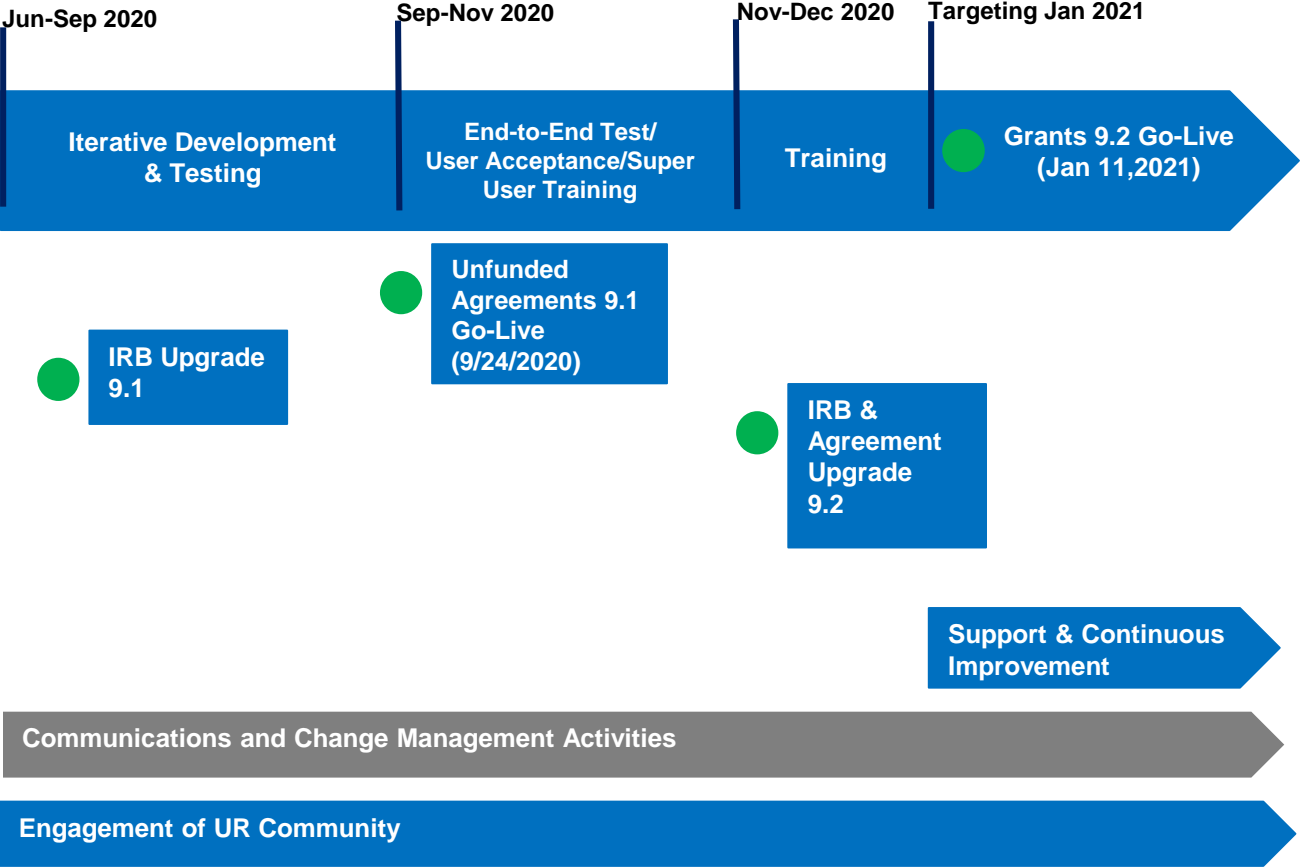 Jun-Sep 2020
Sep-Nov 2020
Nov-Dec 2020
Targeting Jan 2021
Iterative Development
& Testing
End-to-End Test/
User Acceptance/Super
User Training
Training
Grants 9.2 Go-Live
(Jan 11,2021)
Unfunded
Agreements 9.1
Go-Live
(9/24/2020)
IRB Upgrade
9.1
IRB &
Agreement
Upgrade
9.2
Support & Continuous
Improvement
Communications and Change Management Activities
Engagement of UR Community